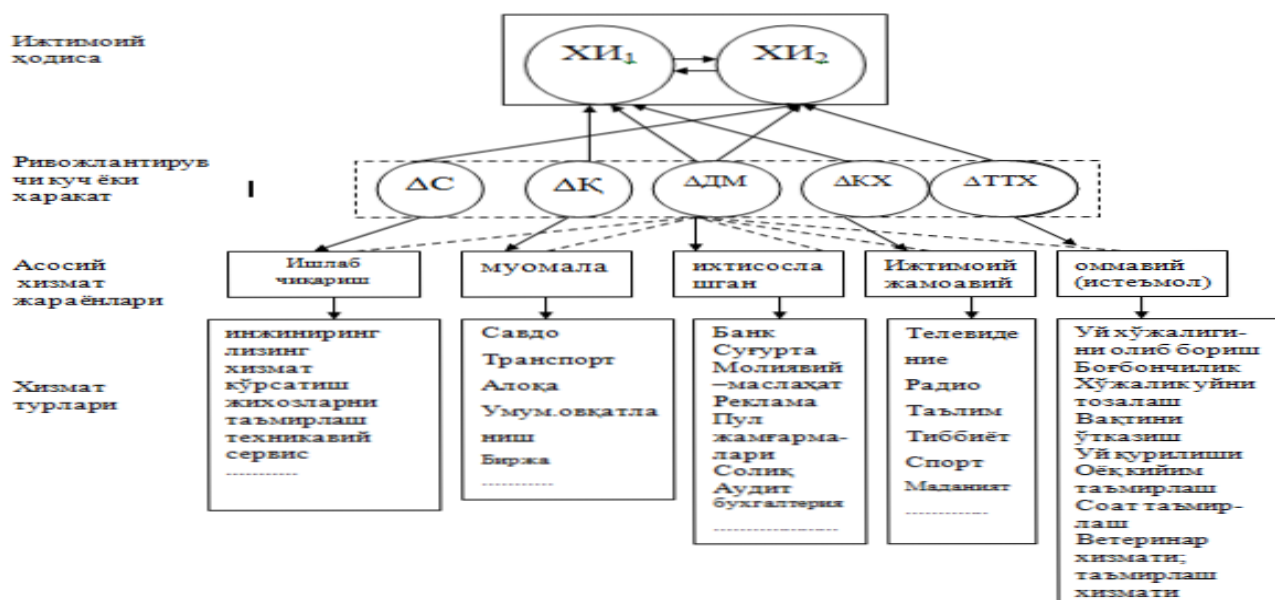 Ижтимоий
ҳодиса
ХИ1
ХИ2
Ривожлантирув
чи куч ёки
харакат
ΔС
ΔҚ
ΔДМ
ΔКХ
ΔТТХ
Асосий
хизмат
жараёнлари
Ишлаб
чиқариш
муомала
ихтисосла
шган
Ижтимоий
жамоавий
оммавий
(истеъмол)
Хизмат
турлари
инжиниринг
лизинг
хизмат
кўрсатиш
жихозларни
таъмирлаш
техникавий
сервис
...........
Савдо
Транспорт
Алоқа
Умум.овқатла
ниш
Биржа
...........
Банк
Суғурта
Молиявий
–маслаҳат
Реклама
Пул
жамғарма-
лари
Солиқ
Аудит
бухгалтерия
...................
Телевиде
ние
Радио
Таълим
Тиббиёт
Спорт
Маданият
.............
Уй хўжалиги-
ни олиб бориш
Боғбончилик
Хўжалик уйни
тозалаш
Вақтини
ўтказиш
Уй қурилиши
Оёқ кийим
таъмирлаш
Соат таъмир-
лаш
Ветеринар
хизмати;
таъмирлаш
хизмати